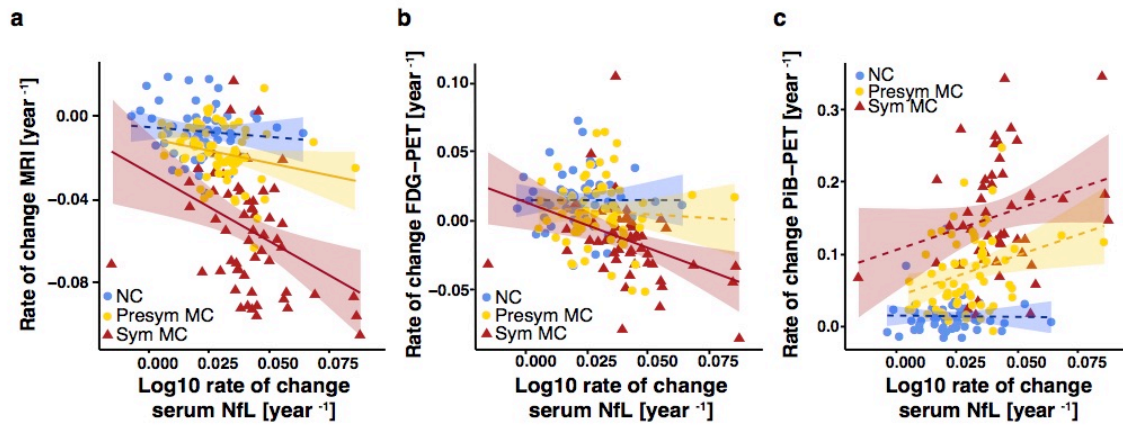 a
Rate of change MRI [year ⁻¹]
0.00
−0.04
−0.08
NC
Presym MC
Sym MC
0.000 0.025 0.050 0.075
Log10 rate of change
serum NfL [year ⁻¹]
b
Rate of change FDG−PET [year ⁻¹]
0.10
0.05
0.00
−0.05
NC
Presym MC
Sym MC
0.000 0.025 0.050 0.075
Log10 rate of change
serum NfL [year ⁻¹]
c
Rate of change PiB−PET [year ⁻¹]
NC
Presym MC
Sym MC
0.3
0.2
0.1
0.0
0.000 0.025 0.050 0.075
Log10 rate of change
serum NfL [year ⁻¹]